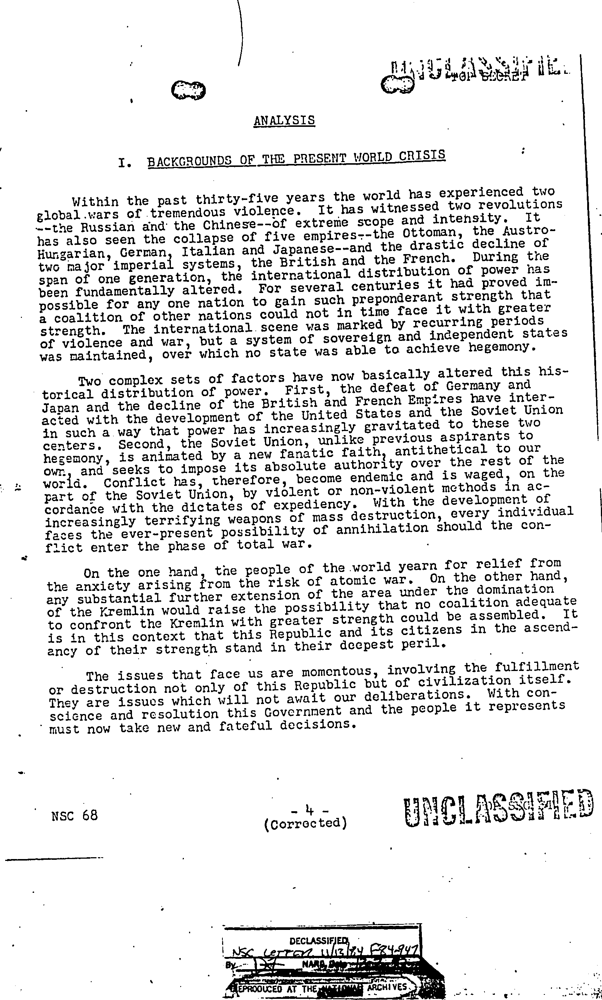 UNCLASSIFIE
TOP SECRET
ANALYSIS
I. BACKGROUNDS OF THE PRESENT WORLD CRISIS
Within the past thirty-five years the world has experienced two
global wars of tremendous violence. It has witnessed two revolutions
--the Russian and the Chinese--of extreme scope and intensity. It
has also seen the collapse of five empires--the Ottoman, the Austro-
Hungarian, German, Italian and Japanese--and the drastic decline of
two major imperial systems, the British and the French. During the
span of one generation, the international distribution of power has
been fundamentally altered. For several centuries it had proved im-
possible for any one nation to gain such preponderant strength that
a coalition of other nations could not in time face it with greater
strength. The international scene was marked by recurring periods
of violence and war, but a system of sovereign and independent states
was maintained, over which no state was able to achieve hegemony.
Two complex sets of factors have now basically altered this his-
torical distribution of power. First, the defeat of Germany and
Japan and the decline of the British and French Empires have inter-
acted with the development of the United States and the Soviet Union
in such a way that power has increasingly gravitated to these two
centers. Second, the Soviet Union, unlike previous aspirants to
hegemony, is animated by a new fanatic faith, antithetical to our
own, and seeks to impose its absolute authority over the rest of the
world. Conflict has, therefore, become endemic and is waged, on the
part of the Soviet Union, by violent or non-violent methods in ac-
cordance with the dictates of expediency. With the development of
increasingly terrifying weapons of mass destruction, every individual
faces the ever-present possibility of annihilation should the con-
flict enter the phase of total war.
On the one hand, the people of the world yearn for relief from
the anxiety arising from the risk of atomic war. On the other hand,
any substantial further extension of the area under the domination
of the Kremlin would raise the possibility that no coalition adequate
to confront the Kremlin with greater strength could be assembled. It
is in this context that this Republic and its citizens in the ascend-
ancy of their strength stand in their deepest peril.
The issues that face us are momentous, involving the fulfillment
or destruction not only of this Republic but of civilization itself.
They are issues which will not await our deliberations. With con-
science and resolution this Government and the people it represents
must now take new and fateful decisions.
NSC 68
- 4 -
(Corrected)
UNCLASSIFIED
DECLASSIFIED
NSC Letter 11/13/84 F84-947
By NARS, Date
REPRODUCED AT THE NATIONAL ARCHIVES